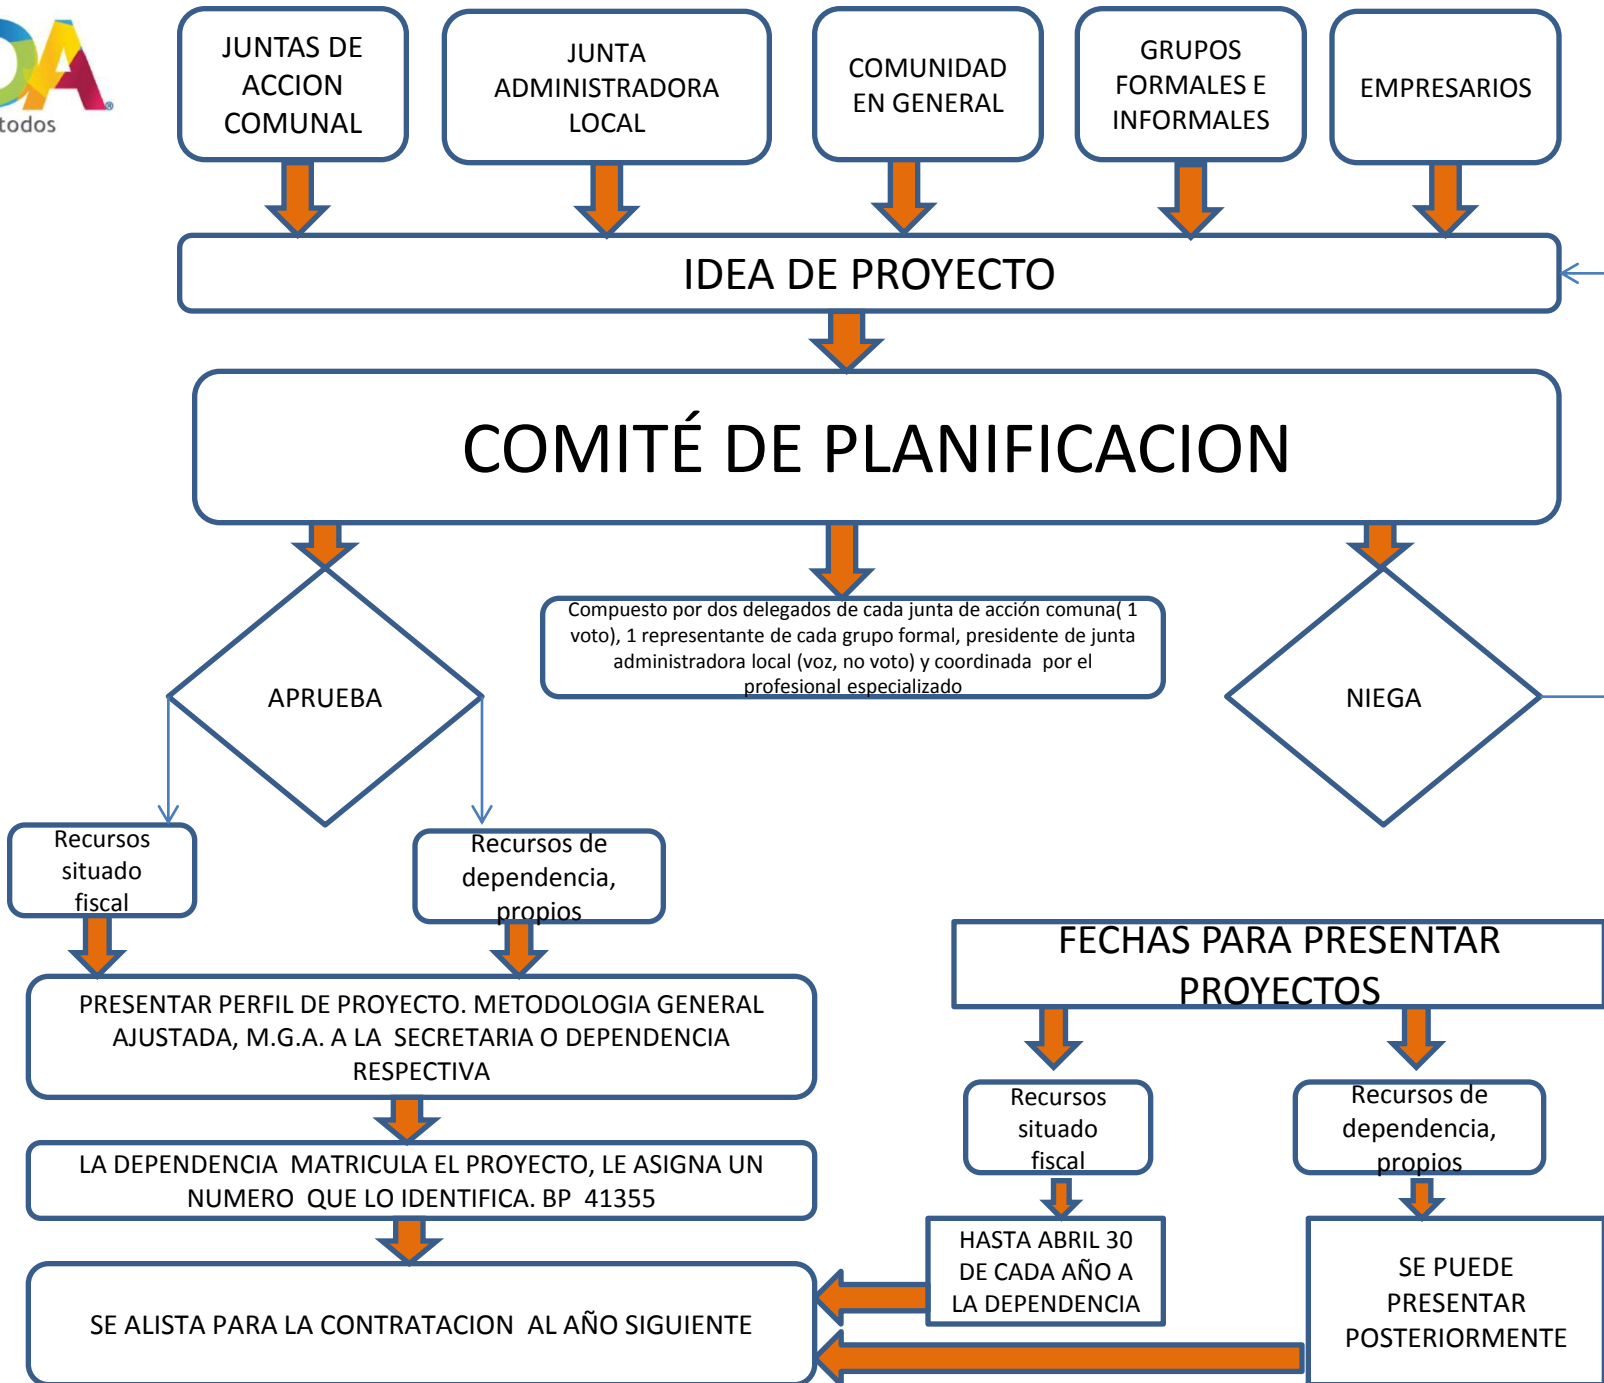 DA
todos
JUNTAS DE
ACCION
COMUNAL
JUNTA
ADMINISTRADORA
LOCAL
COMUNIDAD
EN GENERAL
GRUPOS
FORMALES E
INFORMALES
EMPRESARIOS
IDEA DE PROYECTO
COMITÉ DE PLANIFICACION
Compuesto por dos delegados de cada junta de acción comuna( 1
voto), 1 representante de cada grupo formal, presidente de junta
administradora local (voz, no voto) y coordinada por el
profesional especializado
APRUEBA
NIEGA
Recursos
situado
fiscal
Recursos de
dependencia,
propios
PRESENTAR PERFIL DE PROYECTO. METODOLOGIA GENERAL
AJUSTADA, M.G.A. A LA SECRETARIA O DEPENDENCIA
RESPECTIVA
LA DEPENDENCIA MATRICULA EL PROYECTO, LE ASIGNA UN
NUMERO QUE LO IDENTIFICA. BP 41355
SE ALISTA PARA LA CONTRATACION AL AÑO SIGUIENTE
FECHAS PARA PRESENTAR
PROYECTOS
Recursos
situado
fiscal
Recursos de
dependencia,
propios
HASTA ABRIL 30
DE CADA AÑO A
LA DEPENDENCIA
SE PUEDE
PRESENTAR
POSTERIORMENTE